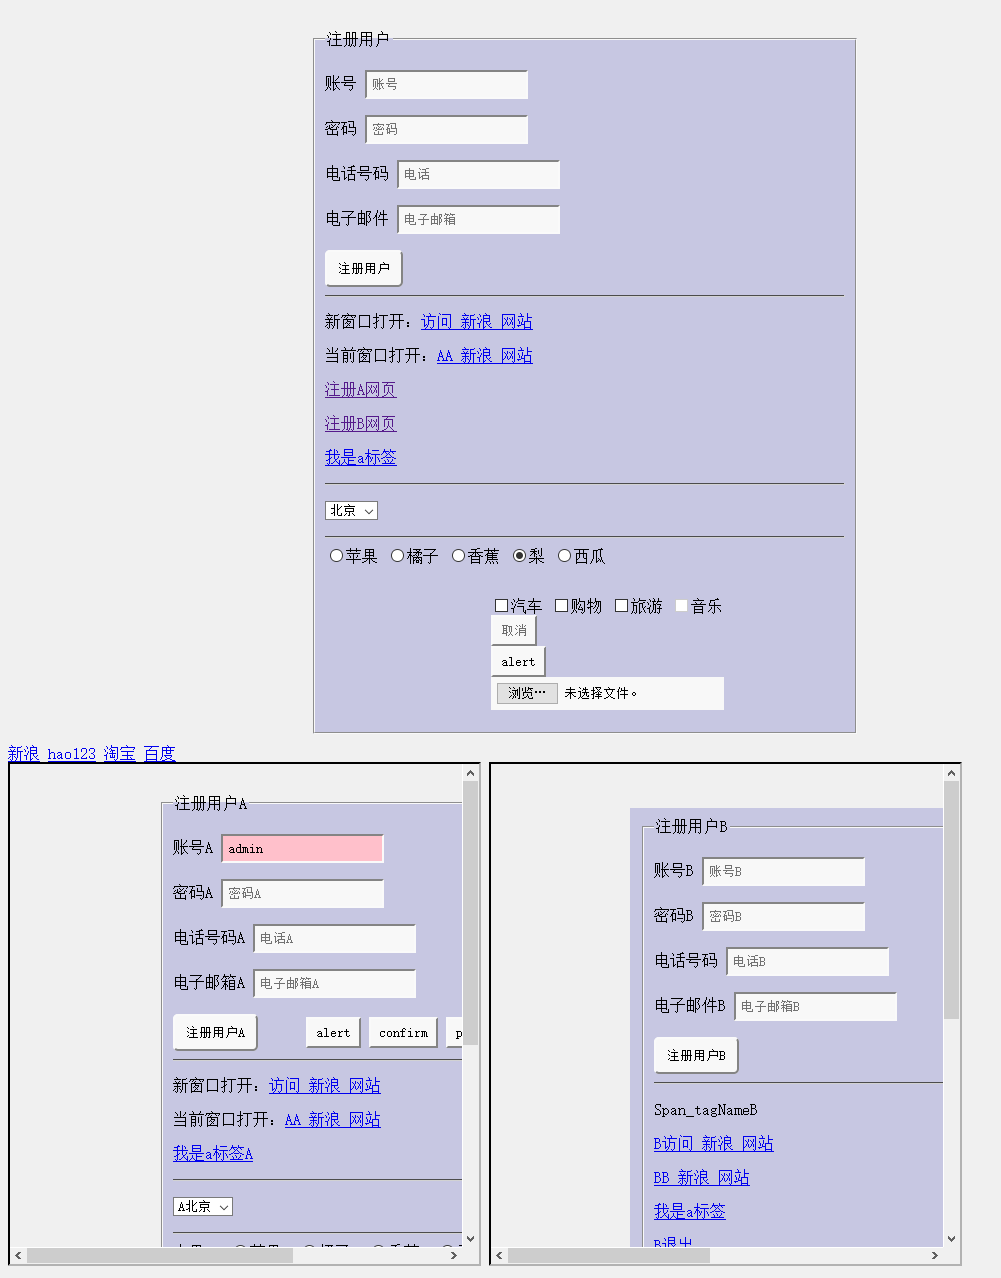 注册用户
账号 账号
密码 密码
电话号码 电话
电子邮件 电子邮箱
注册用户
新窗口打开: 访问 新浪 网站
当前窗口打开: AA 新浪 网站
注册A网页
注册B网页
我是a标签
北京
苹果 橘子 香蕉 梨 西瓜
汽车 购物 旅游 音乐
取消
alert
浏览… 未选择文件。
新浪 hao123 淘宝 百度
注册用户A
账号A admin
密码A 密码A
电话号码A 电话A
电子邮箱A 电子邮箱A
注册用户A alert confirm p
新窗口打开: 访问 新浪 网站
当前窗口打开: AA 新浪 网站
我是a标签A
A北京
注册用户B
账号B 账号B
密码B 密码B
电话号码 电话B
电子邮件B 电子邮箱B
注册用户B
Span_tagNameB
B访问 新浪 网站
BB 新浪 网站
我是a标签
B退出